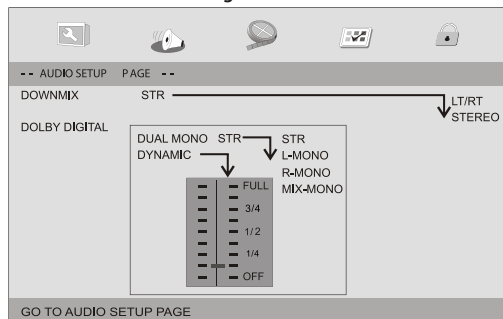 -- AUDIO SETUP PAGE --
DOWNMIX STR LT/RT
STEREO
DOLBY DIGITAL
DUAL MONO STR STR
DYNAMIC L-MONO
R-MONO
MIX-MONO
FULL
3/4
1/2
1/4
OFF
GO TO AUDIO SETUP PAGE